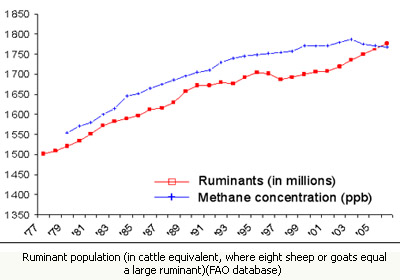 1850
1800
1750
1700
1650
1600
1550
1500
1450
1400
1350
'77 '79 '81 '83 '85 '87 '89 '91 '93 '95 '97 '99 '01 '03 '05
Ruminants (in millions)
Methane concentration (ppb)
Ruminant population (in cattle equivalent, where eight sheep or goats equal
a large ruminant)(FAO database)